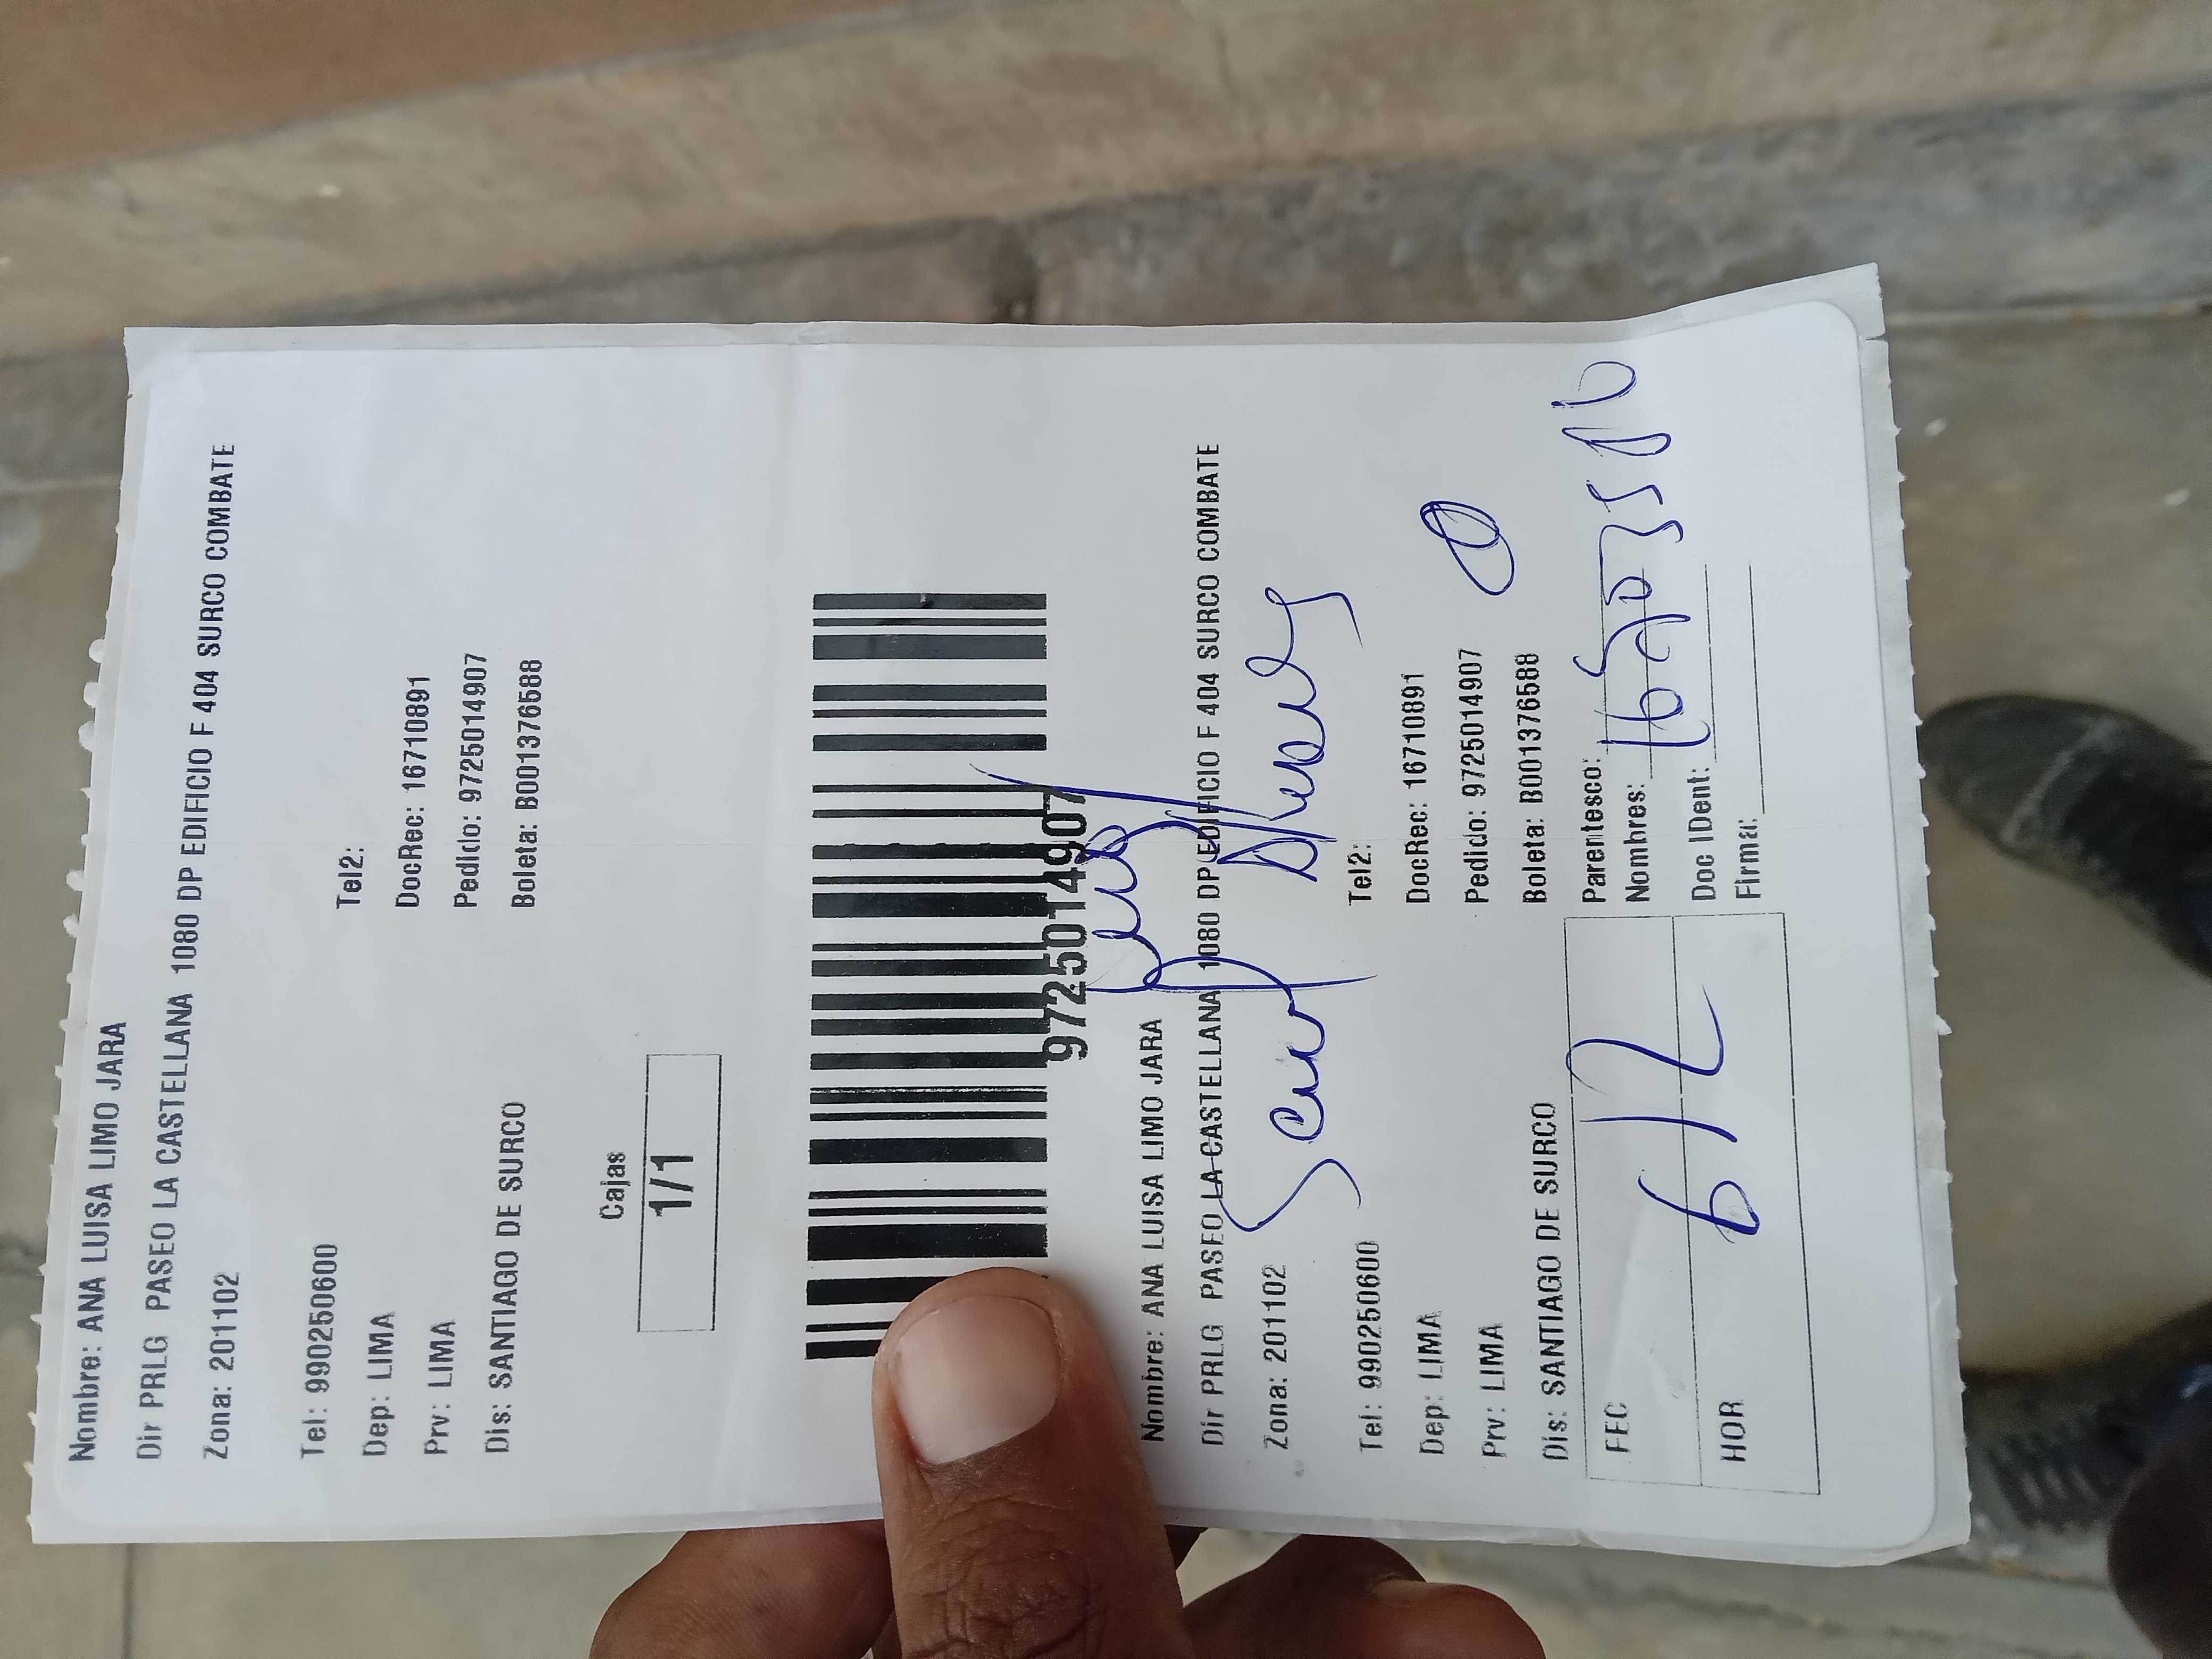 Nombre: ANA LUISA LIMO JARA
Dir PRLG PASEO LA CASTELLANA 1080 DP EDIFICIO F 404 SURCO COMBATE
Zona: 201102
Tel: 990250600 Tel2:
Dep: LIMA DocRec: 16710891
Prv: LIMA Pedido: 9725014907
Dis: SANTIAGO DE SURCO Boleta: B001376588
Cajas
1/1
9725014907
Nombre: ANA LUISA LIMO JARA
Dir PRLG PASEO LA CASTELLANA 1080 DP EDIFICIO F 404 SURCO COMBATE
Zona: 201102
Tel: 990250600 Tel2:
Dep: LIMA DocRec: 16710891
Prv: LIMA Pedido: 9725014907
Dis: SANTIAGO DE SURCO Boleta: B001376588
FEC 6/2 Parentesco:
Nombres:
HOR Doc IDent:
Firma: